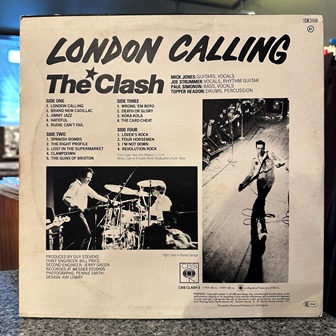 LONDON CALLING
The Clash
MICK JONES: GUITARS, VOCALS
JOE STRUMMER: VOCALS, RHYTHM GUITAR
PAUL SIMONON: BASS, VOCALS
TOPPER HEADON: DRUMS, PERCUSSION
SIDE ONE
1. LONDON CALLING
2. BRAND NEW CADILLAC
3. JIMMY JAZZ
4. HATEFUL
5. RUDIE CAN'T FAIL
SIDE TWO
1. SPANISH BOMBS
2. THE RIGHT PROFILE
3. LOST IN THE SUPERMARKET
4. CLAMPDOWN
5. THE GUNS OF BRIXTON
SIDE THREE
1. WRONG 'EM BOYO
2. DEATH OR GLORY
3. KOKA KOLA
4. THE CARD CHEAT
SIDE FOUR
1. LOVER'S ROCK
2. FOUR HORSEMEN
3. I'M NOT DOWN
4. REVOLUTION ROCK
PRODUCED BY GUY STEVENS
CHIEF ENGINEER: BILL PRICE
SECOND ENGINEER: JERRY GREEN
RECORDED AT WESSEX STUDIOS
PHOTOGRAPHS: PENNIE SMITH
DESIGN: RAY LOWRY
CBS
CBS CLASH 3